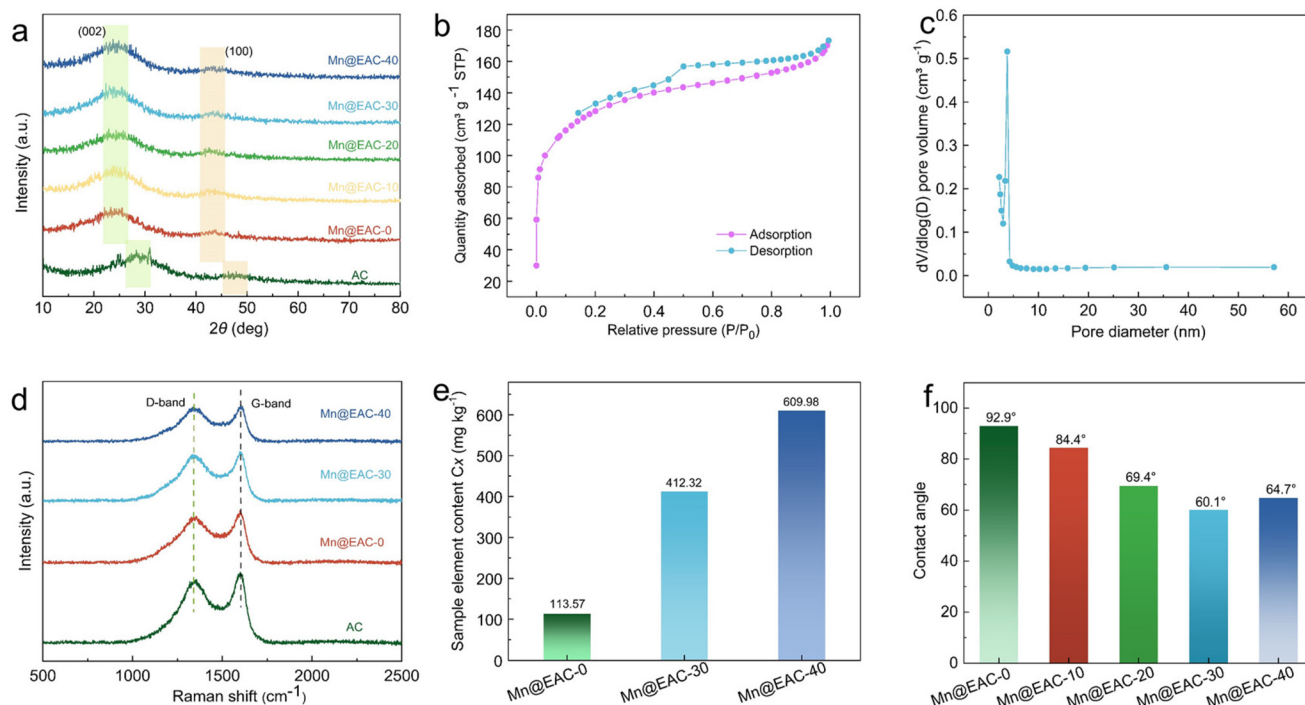 a
(002)
(100)
Mn@EAC-40
Mn@EAC-30
Mn@EAC-20
Mn@EAC-10
Mn@EAC-0
AC
Intensity (a.u.)
10 20 30 40 50 60 70 80
2θ (deg)
b
180
160
140
120
100
80
60
40
20
Quantity adsorbed (cm³ g⁻¹ STP)
Adsorption
Desorption
0.0 0.2 0.4 0.6 0.8 1.0
Relative pressure (P/P₀)
c
0.6
0.5
0.4
0.3
0.2
0.1
0.0
dV/dlog(D) pore volume (cm³ g⁻¹)
0 10 20 30 40 50 60
Pore diameter (nm)
d
D-band G-band
Mn@EAC-40
Mn@EAC-30
Mn@EAC-0
AC
Intensity (a.u.)
500 1000 1500 2000 2500
Raman shift (cm⁻¹)
e
600
500
400
300
200
100
0
Sample element content Cx (mg kg⁻¹)
113.57
412.32
609.98
Mn@EAC-0 Mn@EAC-30 Mn@EAC-40
f
100
80
60
40
20
0
Contact angle
92.9°
84.4°
69.4°
60.1°
64.7°
Mn@EAC-0 Mn@EAC-10 Mn@EAC-20 Mn@EAC-30 Mn@EAC-40